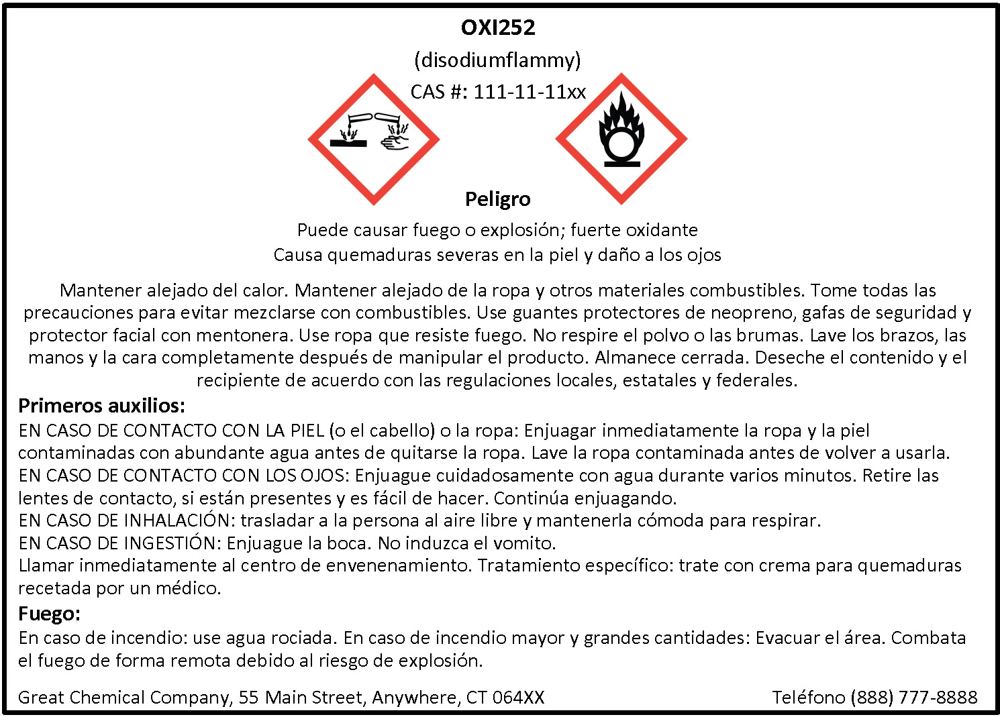 OXI252
(disodiumflammy)
CAS #: 111-11-11xx
Peligro
Puede causar fuego o explosión; fuerte oxidante
Causa quemaduras severas en la piel y daño a los ojos
Mantener alejado del calor. Mantener alejado de la ropa y otros materiales combustibles. Tome todas las
precauciones para evitar mezclarse con combustibles. Use guantes protectores de neopreno, gafas de seguridad y
protector facial con mentonera. Use ropa que resiste fuego. No respire el polvo o las brumas. Lave los brazos, las
manos y la cara completamente después de manipular el producto. Almanece cerrada. Deseche el contenido y el
recipiente de acuerdo con las regulaciones locales, estatales y federales.
Primeros auxilios:
EN CASO DE CONTACTO CON LA PIEL (o el cabello) o la ropa: Enjuagar inmediatamente la ropa y la piel
contaminadas con abundante agua antes de quitarse la ropa. Lave la ropa contaminada antes de volver a usarla.
EN CASO DE CONTACTO CON LOS OJOS: Enjuague cuidadosamente con agua durante varios minutos. Retire las
lentes de contacto, si están presentes y es fácil de hacer. Continúa enjuagando.
EN CASO DE INHALACIÓN: trasladar a la persona al aire libre y mantenerla cómoda para respirar.
EN CASO DE INGESTIÓN: Enjuague la boca. No induzca el vomito.
Llamar inmediatamente al centro de envenenamiento. Tratamiento específico: trate con crema para quemaduras
recetada por un médico.
Fuego:
En caso de incendio: use agua rociada. En caso de incendio mayor y grandes cantidades: Evacuar el área. Combata
el fuego de forma remota debido al riesgo de explosión.
Great Chemical Company, 55 Main Street, Anywhere, CT 064XX Teléfono (888) 777-8888